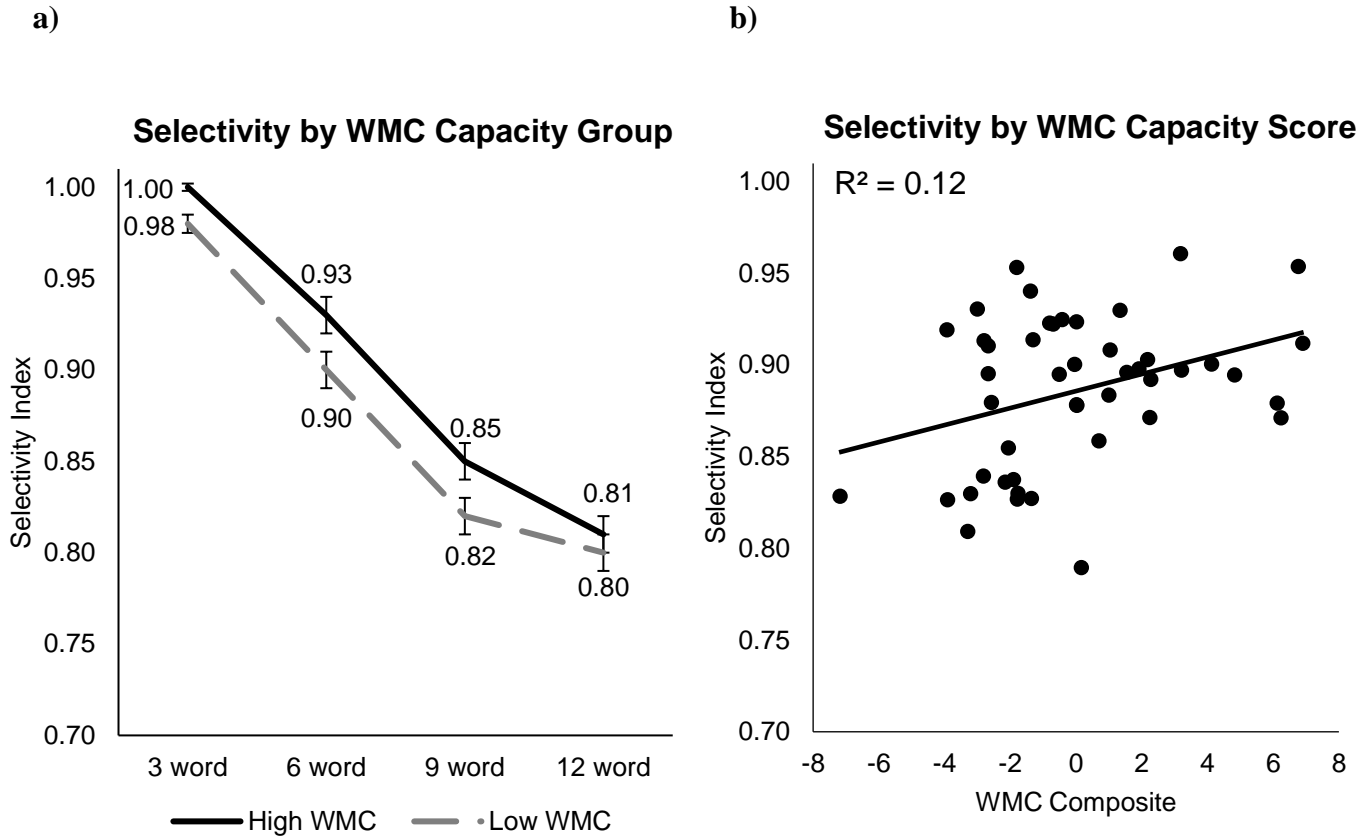 a)
Selectivity by WMC Capacity Group
Selectivity Index
1.00
0.95
0.90
0.85
0.80
0.75
0.70
1.00
0.98
0.93
0.90
0.85
0.82
0.81
0.80
3 word 6 word 9 word 12 word
High WMC Low WMC
b)
Selectivity by WMC Capacity Score
R² = 0.12
Selectivity Index
1.00
0.95
0.90
0.85
0.80
0.75
0.70
-8 -6 -4 -2 0 2 4 6 8
WMC Composite